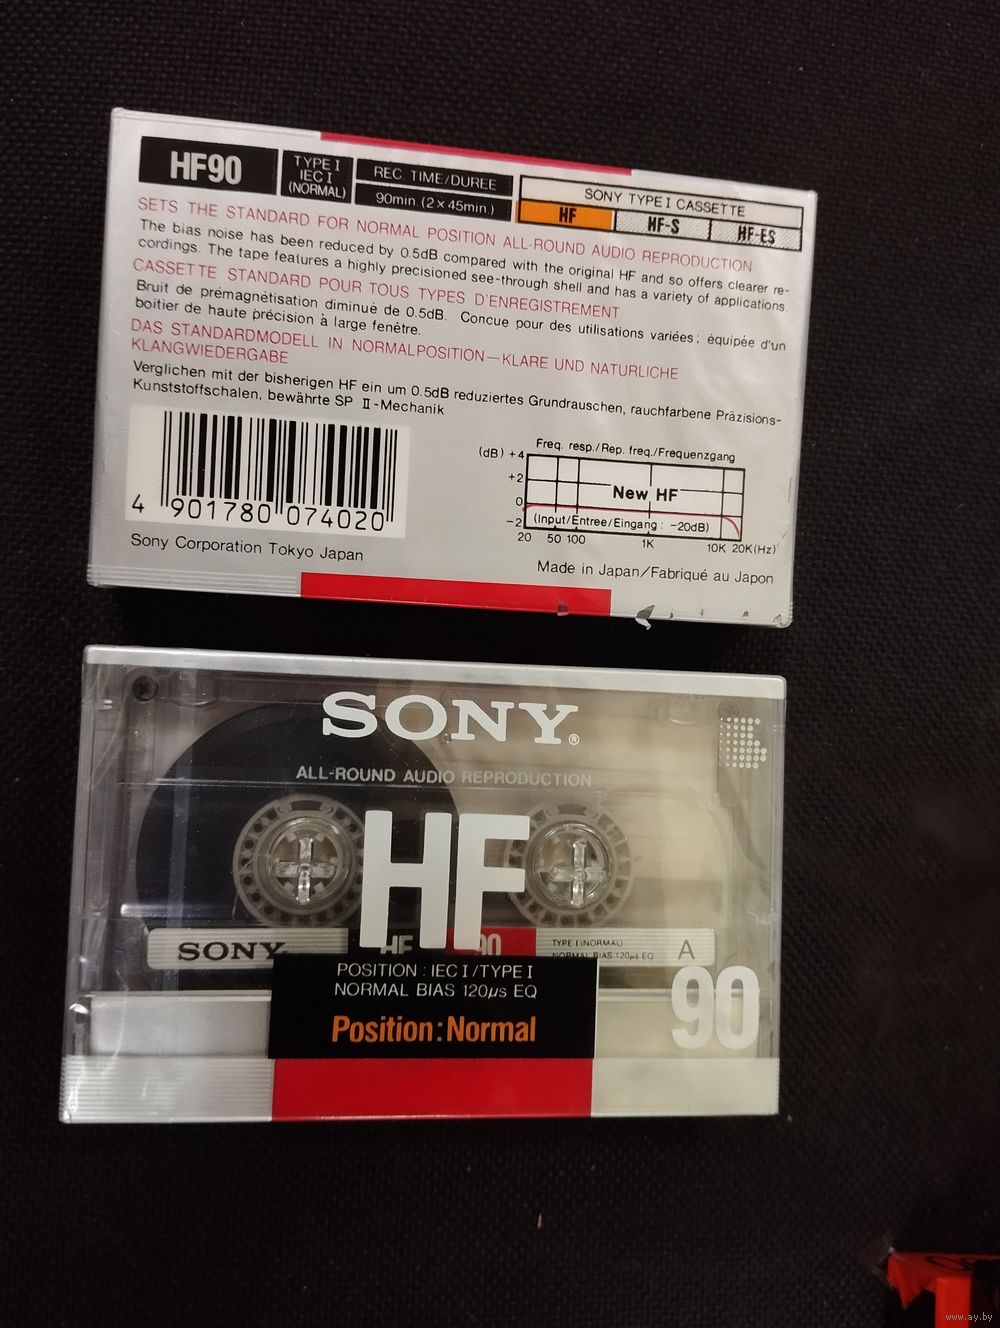 HF90
TYPE I
IEC I
(NORMAL)
REC. TIME/DUREE
90min. (2×45min.)
SONY TYPE I CASSETTE
HF HF-S HF-ES
SETS THE STANDARD FOR NORMAL POSITION ALL-ROUND AUDIO REPRODUCTION
The bias noise has been reduced by 0.5dB compared with the original HF and so offers clearer re-
cordings. The tape features a highly precisioned see-through shell and has a variety of applications.
CASSETTE STANDARD POUR TOUS TYPES D'ENREGISTREMENT
Bruit de prémagnétisation diminué de 0.5dB. Concue pour des utilisations variées; équipée d'un
boîtier de haute précision à large fenêtre.
DAS STANDARDMODELL IN NORMALPOSITION—KLARE UND NATURLICHE
KLANGWIEDERGABE
Verglichen mit der bisherigen HF ein um 0.5dB reduziertes Grundrauschen, rauchfarbene Präzisions-
Kunststoffschalen, bewährte SP II-Mechanik
4 901780 074020
Sony Corporation Tokyo Japan
Freq. resp./Rep. freq./Frequenzgang
(dB) +4
+2
0
-2
New HF
(Input/Entree/Eingang : -20dB)
20 50 100 1K 10K 20K(Hz)
Made in Japan/Fabriqué au Japon
SONY®
ALL-ROUND AUDIO REPRODUCTION
HF
SONY HF 90 TYPE I (NORMAL) A
NORMAL BIAS 120µs EQ
POSITION : IEC I/TYPE I
NORMAL BIAS 120µs EQ
Position:Normal
90
www.ay.by